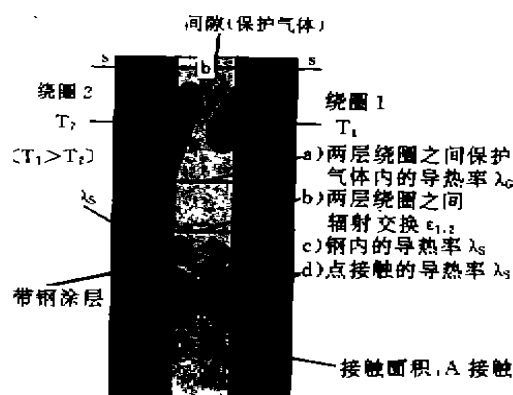 间隙(保护气体)
s b s
绕圈 2
绕圈 1
T₂
T₁
(T₁>T₂)
a)两层绕圈之间保护
气体内的导热率 λG
b)两层绕圈之间
辐射交换 ε₁.₂
λS
c)钢内的导热率 λS
d)点接触的导热率 λS
带钢涂层
接触面积,A 接触